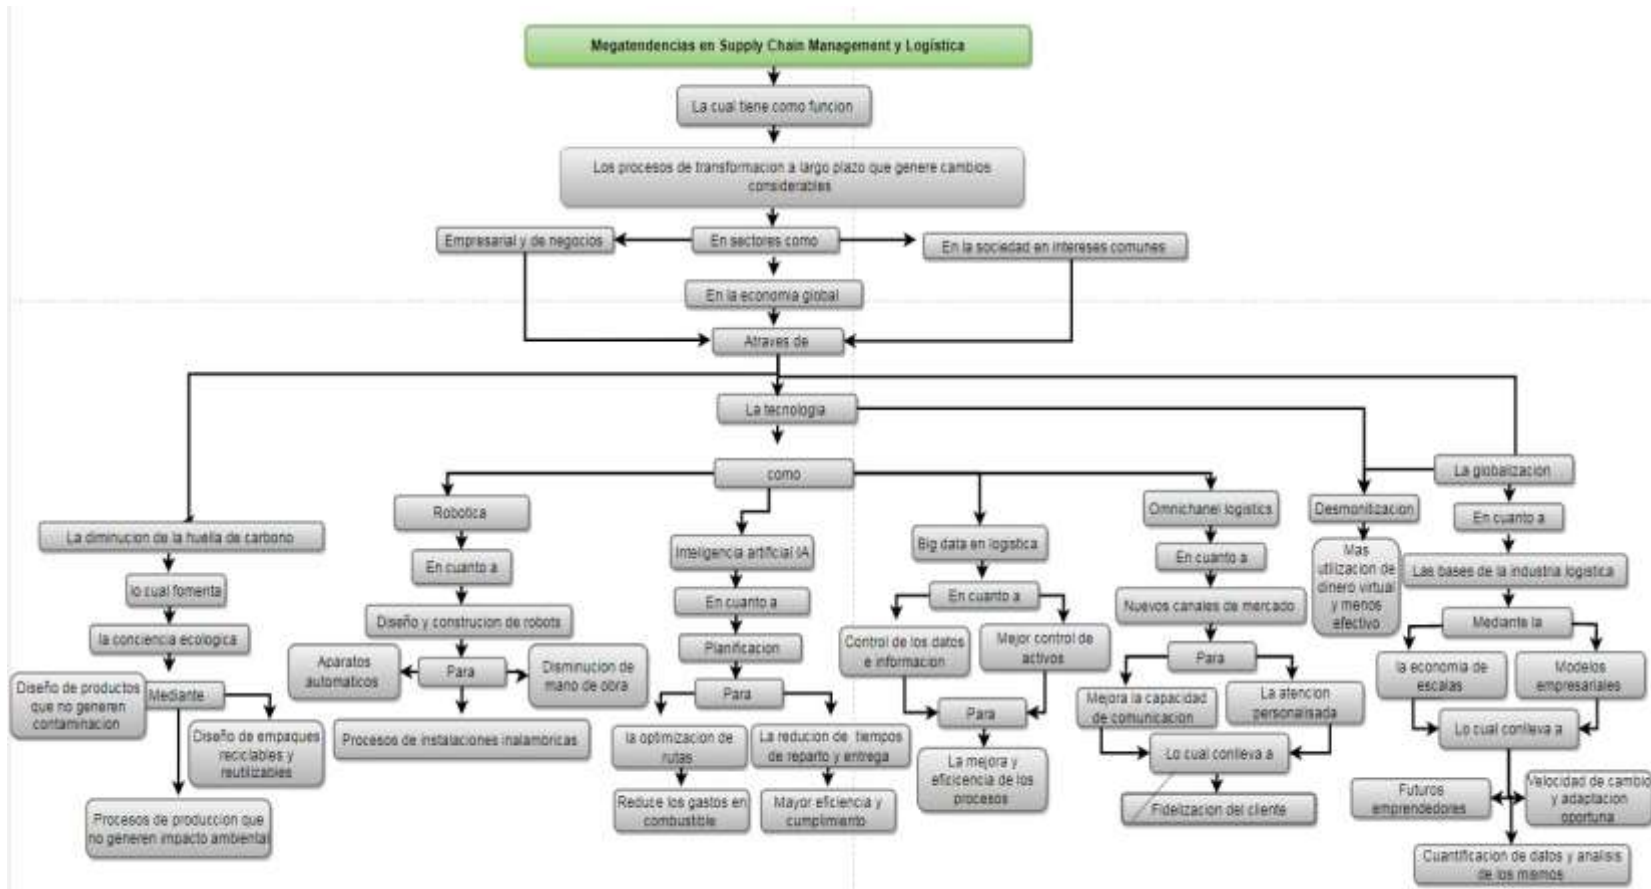 Megatendencias en Supply Chain Management y Logística
La cual tiene como funcion
Los procesos de transformacion a largo plazo que genere cambios
considerables
Empresarial y de negocios
En sectores como
En la sociedad en intereses comunes
En la economia global
Atraves de
La tecnologia
como
La globalizacion
La diminucion de la huella de carbono
lo cual fomenta
la conciencia ecologica
Mediante
Diseño de productos
que no generen
contaminacion
Diseño de empaques
reciclables y
reutilizables
Procesos de produccion que
no generen impacto ambiental
Robotica
En cuanto a
Diseño y construcion de robots
Para
Aparatos
automaticos
Disminucion de
mano de obra
Procesos de instalaciones inalambricas
Inteligencia artificial IA
En cuanto a
Planificacion
Para
la optimizacion de
rutas
Reduce los gastos en
combustible
La reducion de tiempos
de reparto y entrega
Mayor eficiencia y
cumplimiento
Big data en logistica
En cuanto a
Control de los datos
e informacion
Mejor control de
activos
Para
La mejora y
eficicencia de los
procesos
Omnichanel logistics
En cuanto a
Nuevos canales de mercado
Para
Mejora la capacidad
de comunicacion
La atencion
personalisada
Lo cual conlleva a
Fidelizacion del cliente
Desmonitizacion
Mas
utilizacion de
dinero virtual
y menos
efectivo
En cuanto a
Las bases de la industria logistica
Mediante la
la economia de
escalas
Modelos
empresariales
Lo cual conlleva a
Futuros
emprendedores
Velocidad de cambio
y adaptacion
oportuna
Cuantificacion de datos y analisis
de los mismos